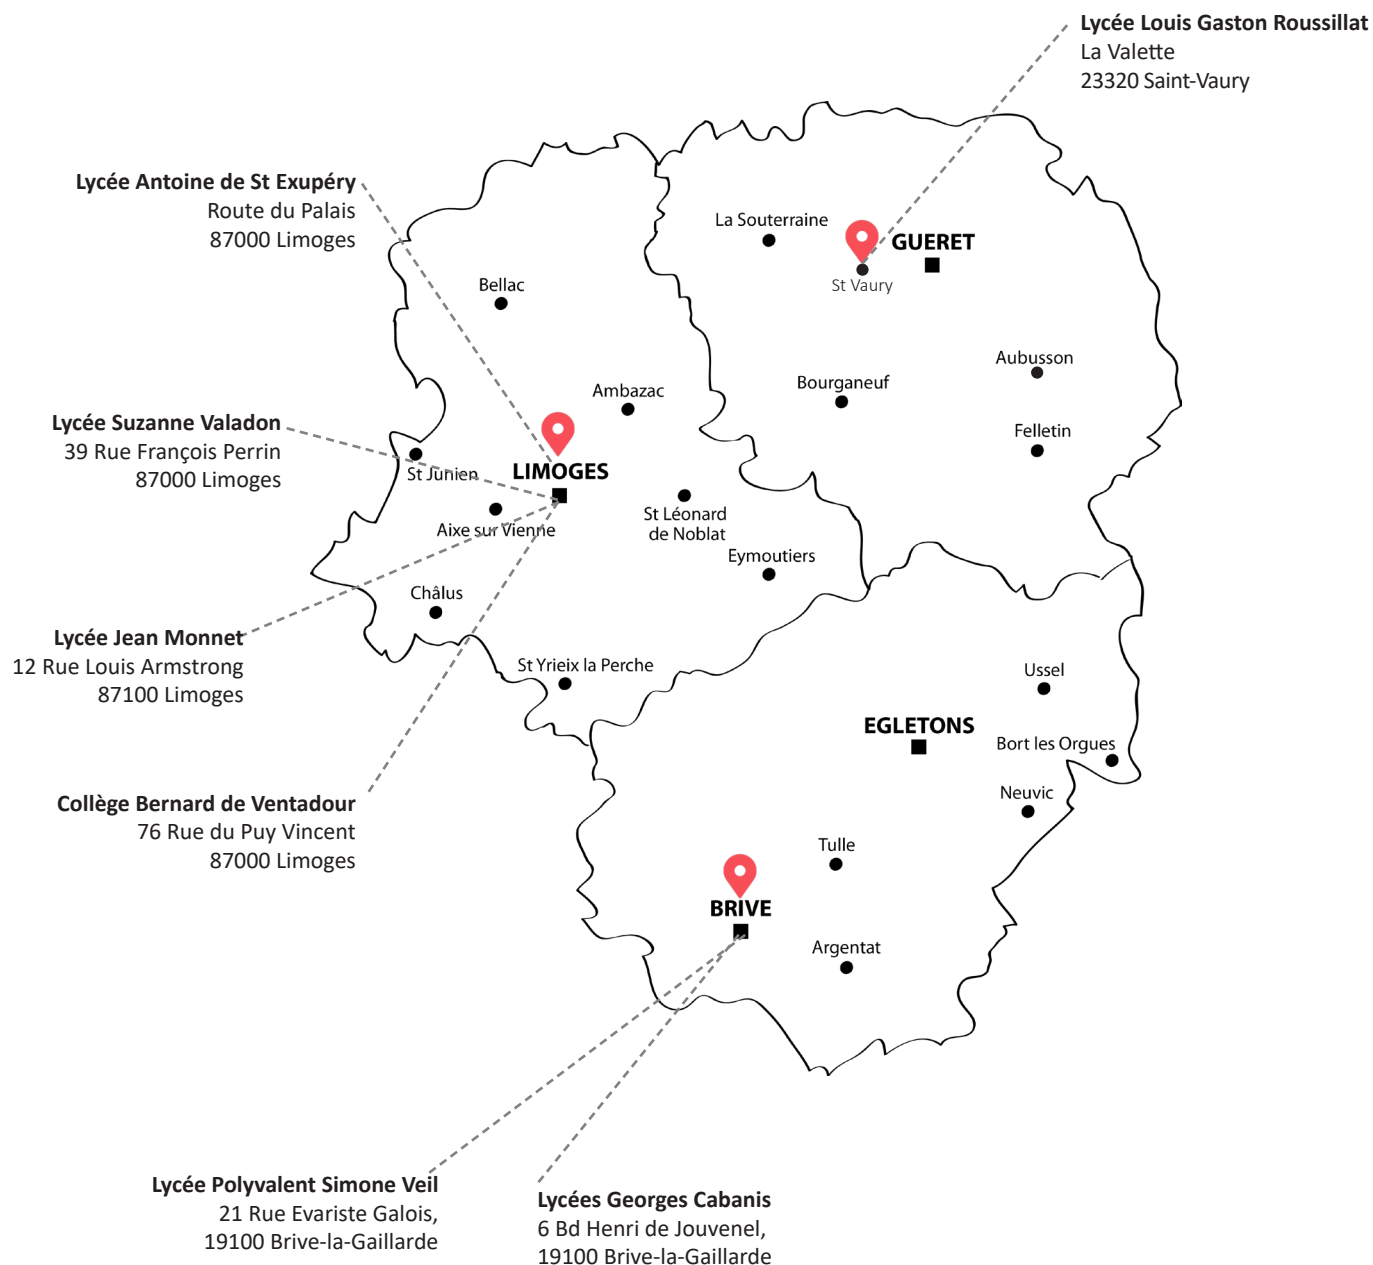 Lycée Louis Gaston Roussillat
La Valette
23320 Saint-Vaury
Lycée Antoine de St Exupéry
Route du Palais
87000 Limoges
La Souterraine
GUERET
St Vaury
Bellac
Aubusson
Bourganeuf
Ambazac
Felletin
Lycée Suzanne Valadon
39 Rue François Perrin
87000 Limoges
St Junien
LIMOGES
Aixe sur Vienne
St Léonard
de Noblat
Eymoutiers
Châlus
Lycée Jean Monnet
12 Rue Louis Armstrong
87100 Limoges
St Yrieix la Perche
Ussel
EGLETONS
Bort les Orgues
Neuvic
Collège Bernard de Ventadour
76 Rue du Puy Vincent
87000 Limoges
Tulle
BRIVE
Argentat
Lycée Polyvalent Simone Veil
21 Rue Evariste Galois,
19100 Brive-la-Gaillarde
Lycées Georges Cabanis
6 Bd Henri de Jouvenel,
19100 Brive-la-Gaillarde